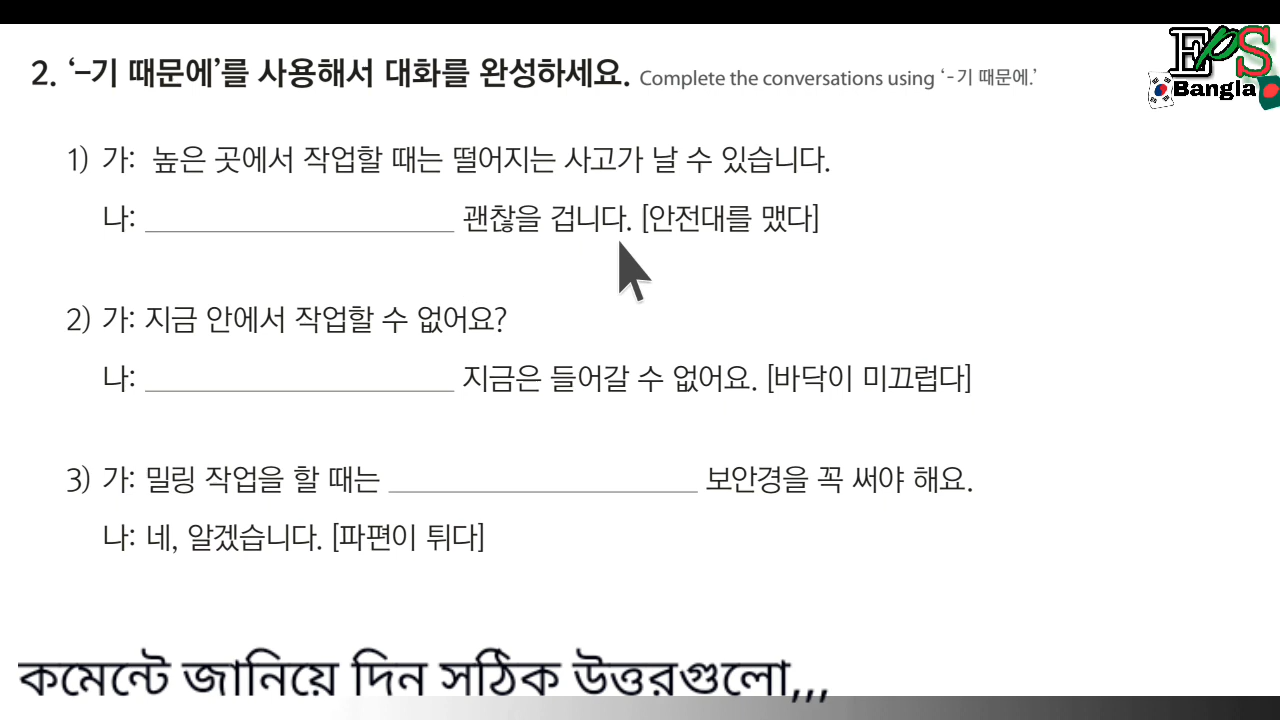 EPS
Bangla
2. ‘–기 때문에’를 사용해서 대화를 완성하세요. Complete the conversations using ‘-기 때문에.’
1) 가: 높은 곳에서 작업할 때는 떨어지는 사고가 날 수 있습니다.
나: ____________________ 괜찮을 겁니다. [안전대를 맸다]
2) 가: 지금 안에서 작업할 수 없어요?
나: ____________________ 지금은 들어갈 수 없어요. [바닥이 미끄럽다]
3) 가: 밀링 작업을 할 때는 ____________________ 보안경을 꼭 써야 해요.
나: 네, 알겠습니다. [파편이 튀다]
কমেন্টে জানিয়ে দিন সঠিক উত্তরগুলো,,,